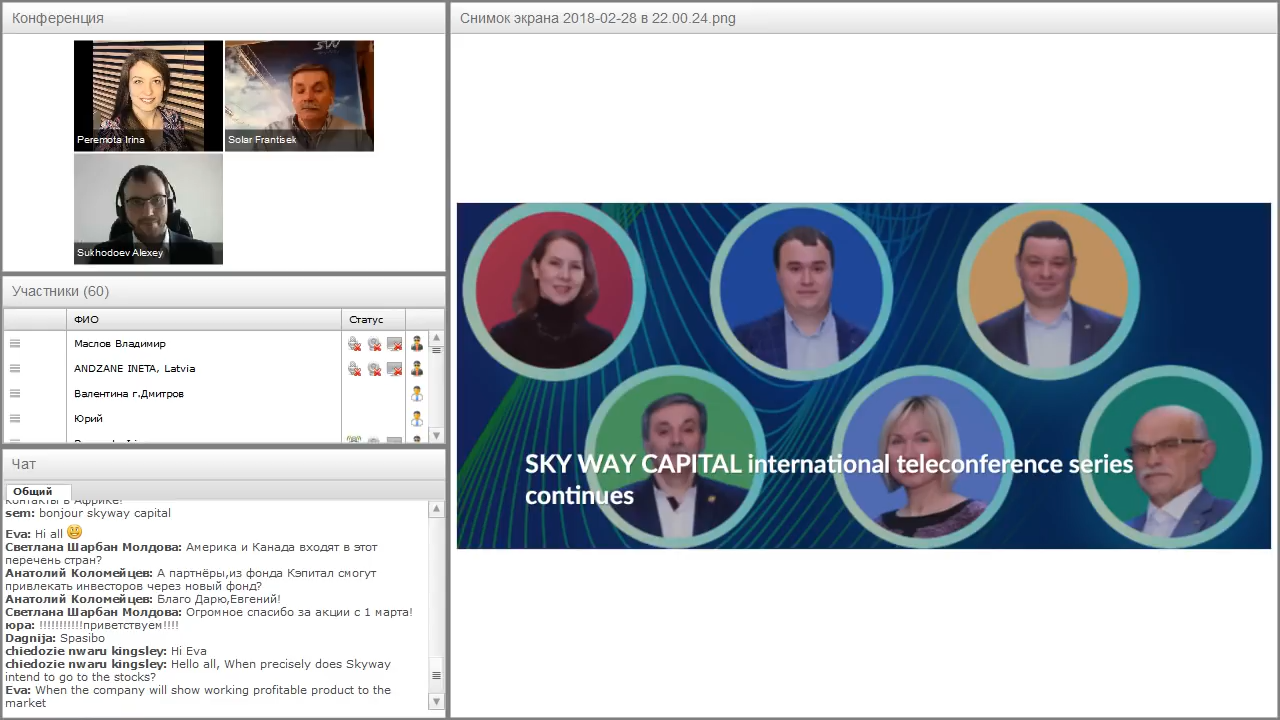 Конференция
Peremota Irina
Solar Frantisek
Sukhodoev Alexey
Участники (60)
ФИО
Статус
Маслов Владимир
ANDZANE INETA, Latvia
Валентина г.Дмитров
Юрий
Чат
Общий
контакты в Африке!
sem: bonjour skyway capital
Eva: Hi all
Светлана Шарбан Молдова: Америка и Канада входят в этот
перечень стран?
Анатолий Коломейцев: А партнёры,из фонда Кэпитал смогут
привлекать инвесторов через новый фонд?
Анатолий Коломейцев: Благо Дарю,Евгений!
Светлана Шарбан Молдова: Огромное спасибо за акции с 1 марта!
юра: !!!!!!!!!!!приветствуем!!!!
Dagnija: Spasibo
chiedozie nwaru kingsley: Hi Eva
chiedozie nwaru kingsley: Hello all, When precisely does Skyway
intend to go to the stocks?
Eva: When the company will show working profitable product to the
market
Снимок экрана 2018-02-28 в 22.00.24.png
SKY WAY CAPITAL international teleconference series
continues